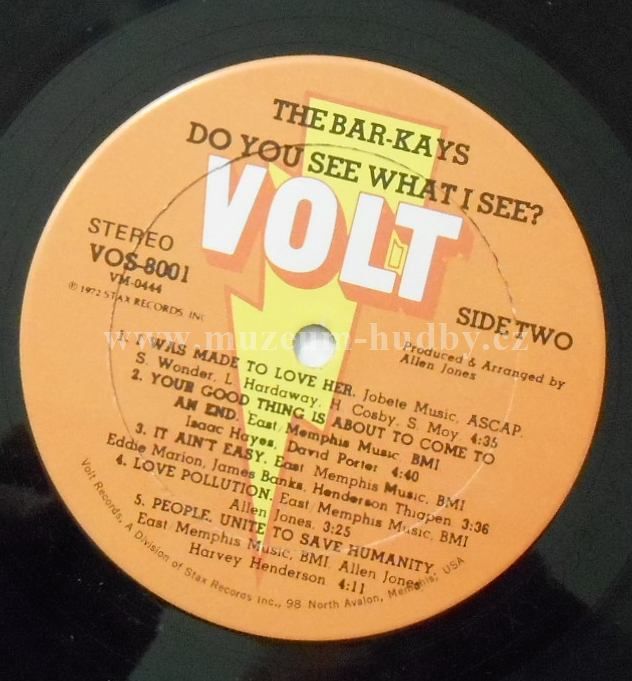 THE BAR-KAYS
DO YOU SEE WHAT I SEE?
VOLT
STEREO
VOS-8001
VM-0444
℗ 1972 STAX RECORDS, INC
SIDE TWO
Produced & Arranged by
Allen Jones
www.muzeum-hudby.cz
1. I WAS MADE TO LOVE HER, Jobete Music, ASCAP.
S. Wonder, L. Hardaway, H. Cosby, S. Moy 4:35
2. YOUR GOOD THING IS ABOUT TO COME TO
AN END, East/Memphis Music, BMI
Isaac Hayes, David Porter 4:40
3. IT AIN'T EASY, East Memphis Music, BMI
Eddie Marion, James Banks, Henderson Thiapen 3:36
4. LOVE POLLUTION, East/Memphis Music, BMI
Allen Jones. 3:25
5. PEOPLE, UNITE TO SAVE HUMANITY,
East/Memphis Music, BMI, Allen Jones,
Harvey Henderson 4:11
Volt Records, A Division of Stax Records Inc., 98 North Avalon, Memphis, USA